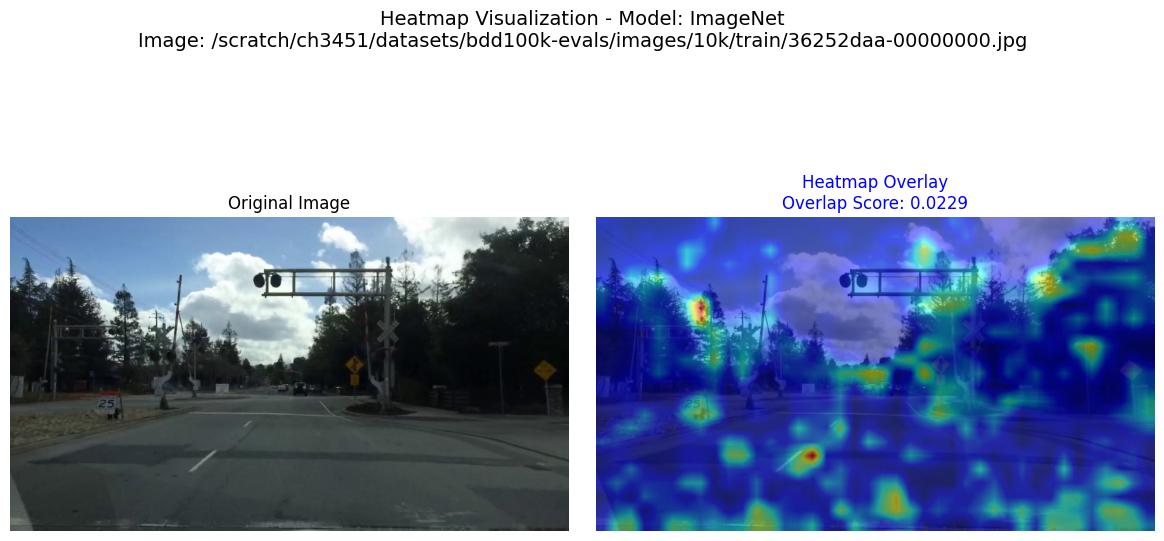 Heatmap Visualization - Model: ImageNet
Image: /scratch/ch3451/datasets/bdd100k-evals/images/10k/train/36252daa-00000000.jpg
Original Image
Heatmap Overlay
Overlap Score: 0.0229
25